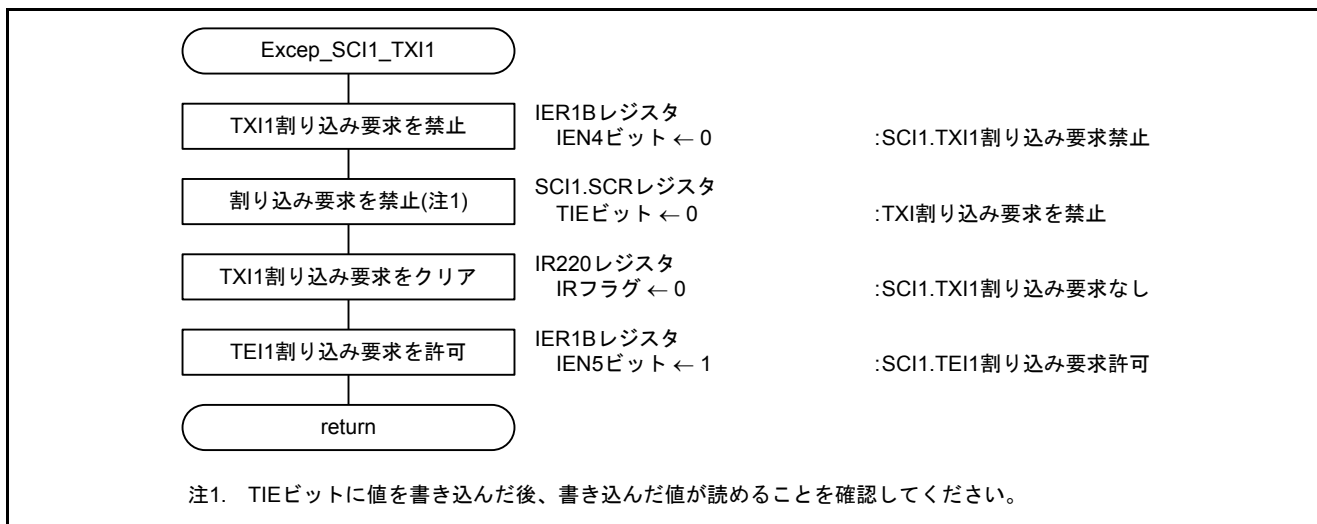 Excep_SCI1_TXI1
TXI1割り込み要求を禁止
IER1Bレジスタ
IEN4ビット ← 0 :SCI1.TXI1割り込み要求禁止
割り込み要求を禁止(注1)
SCI1.SCRレジスタ
TIEビット ← 0 :TXI割り込み要求を禁止
TXI1割り込み要求をクリア
IR220レジスタ
IRフラグ ← 0 :SCI1.TXI1割り込み要求なし
TEI1割り込み要求を許可
IER1Bレジスタ
IEN5ビット ← 1 :SCI1.TEI1割り込み要求許可
return
注1. TIEビットに値を書き込んだ後、書き込んだ値が読めることを確認してください。